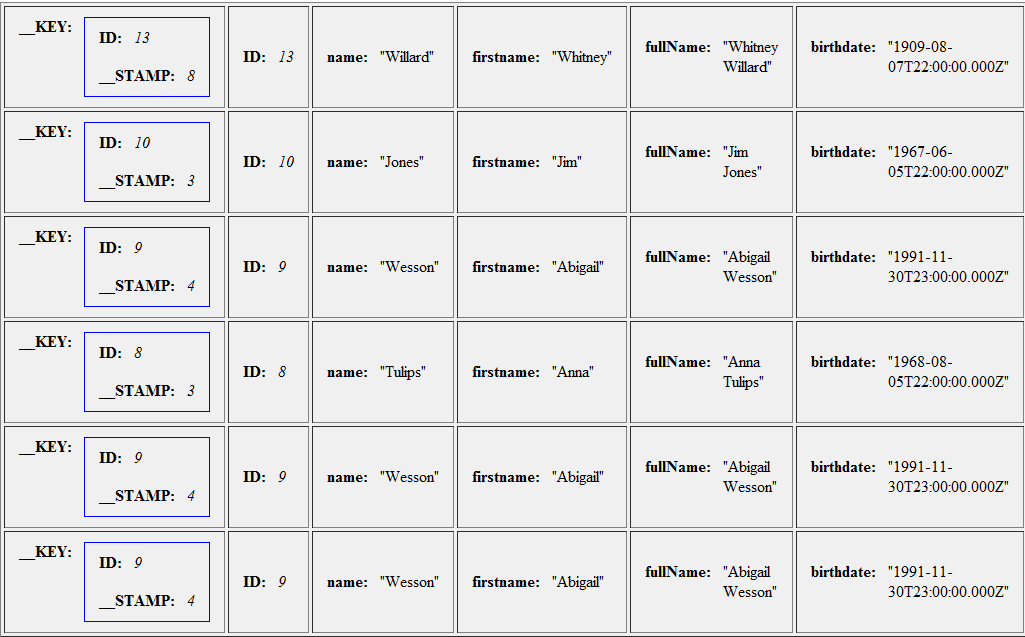 __KEY: ID: 13
__STAMP: 8
ID: 13
name: "Willard"
firstname: "Whitney"
fullName: "Whitney
Willard"
birthdate: "1909-08-
07T22:00:00.000Z"
__KEY: ID: 10
__STAMP: 3
ID: 10
name: "Jones"
firstname: "Jim"
fullName: "Jim
Jones"
birthdate: "1967-06-
05T22:00:00.000Z"
__KEY: ID: 9
__STAMP: 4
ID: 9
name: "Wesson"
firstname: "Abigail"
fullName: "Abigail
Wesson"
birthdate: "1991-11-
30T23:00:00.000Z"
__KEY: ID: 8
__STAMP: 3
ID: 8
name: "Tulips"
firstname: "Anna"
fullName: "Anna
Tulips"
birthdate: "1968-08-
05T22:00:00.000Z"
__KEY: ID: 9
__STAMP: 4
ID: 9
name: "Wesson"
firstname: "Abigail"
fullName: "Abigail
Wesson"
birthdate: "1991-11-
30T23:00:00.000Z"
__KEY: ID: 9
__STAMP: 4
ID: 9
name: "Wesson"
firstname: "Abigail"
fullName: "Abigail
Wesson"
birthdate: "1991-11-
30T23:00:00.000Z"